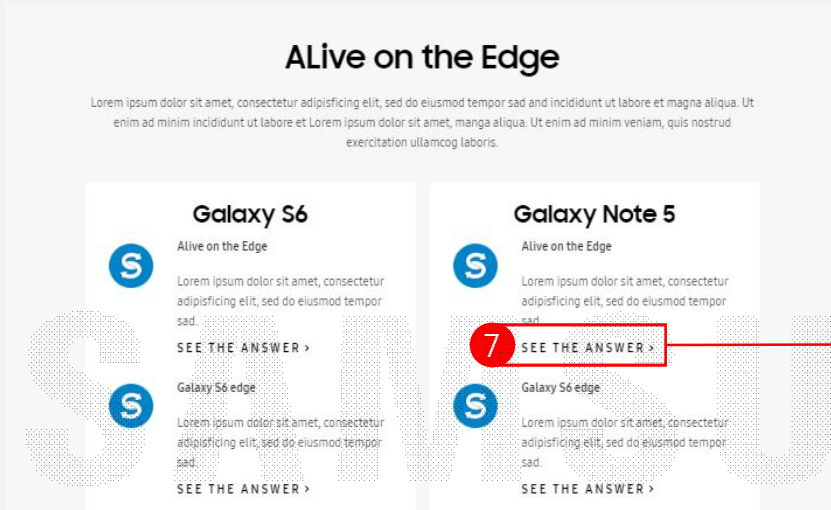 ALive on the Edge
Lorem ipsum dolor sit amet, consectetur adipisficing elit, sed do eiusmod tempor sad and incididunt ut labore et magna aliqua. Ut
enim ad minim incididunt ut labore et Lorem ipsum dolor sit amet, manga aliqua. Ut enim ad minim veniam, quis nostrud
exercitation ullamcog laboris.
Galaxy S6
S
Alive on the Edge
Lorem ipsum dolor sit amet, consectetur
adipisficing elit, sed do eiusmod tempor
sad.
SEE THE ANSWER >
S
Galaxy S6 edge
Lorem ipsum dolor sit amet, consectetur
adipisficing elit, sed do eiusmod tempor
sad.
SEE THE ANSWER >
Galaxy Note 5
S
Alive on the Edge
Lorem ipsum dolor sit amet, consectetur
adipisficing elit, sed do eiusmod tempor
sad.
7
SEE THE ANSWER >
S
Galaxy S6 edge
Lorem ipsum dolor sit amet, consectetur
adipisficing elit, sed do eiusmod tempor
sad.
SEE THE ANSWER >
SAMSU